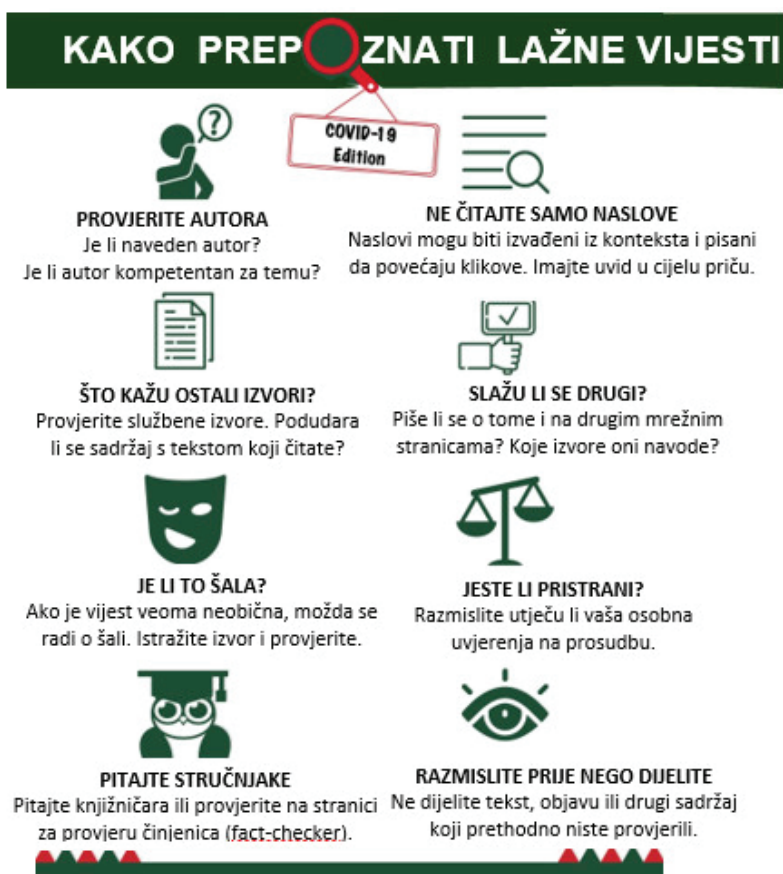 KAKO PREPOZNATI LAŽNE VIJESTI
COVID-19
Edition
PROVJERITE AUTORA
Je li naveden autor?
Je li autor kompetentan za temu?
NE ČITAJTE SAMO NASLOVE
Naslovi mogu biti izvađeni iz konteksta i pisani
da povećaju klikove. Imajte uvid u cijelu priču.
ŠTO KAŽU OSTALI IZVORI?
Provjerite službene izvore. Podudara
li se sadržaj s tekstom koji čitate?
SLAŽU LI SE DRUGI?
Piše li se o tome i na drugim mrežnim
stranicama? Koje izvore oni navode?
JE LI TO ŠALA?
Ako je vijest veoma neobična, možda se
radi o šali. Istražite izvor i provjerite.
JESTE LI PRISTRANI?
Razmislite utječu li vaša osobna
uvjerenja na prosudbu.
PITAJTE STRUČNJAKE
Pitajte knjižničara ili provjerite na stranici
za provjeru činjenica (fact-checker).
RAZMISLITE PRIJE NEGO DIJELITE
Ne dijelite tekst, objavu ili drugi sadržaj
koji prethodno niste provjerili.